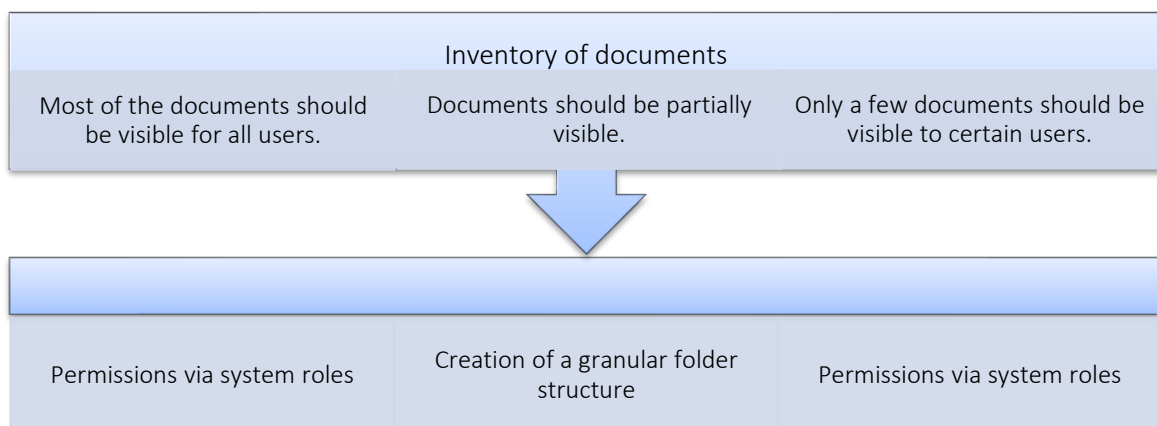 Inventory of documents
Most of the documents should
be visible for all users.
Documents should be partially
visible.
Only a few documents should be
visible to certain users.
Permissions via system roles
Creation of a granular folder
structure
Permissions via system roles